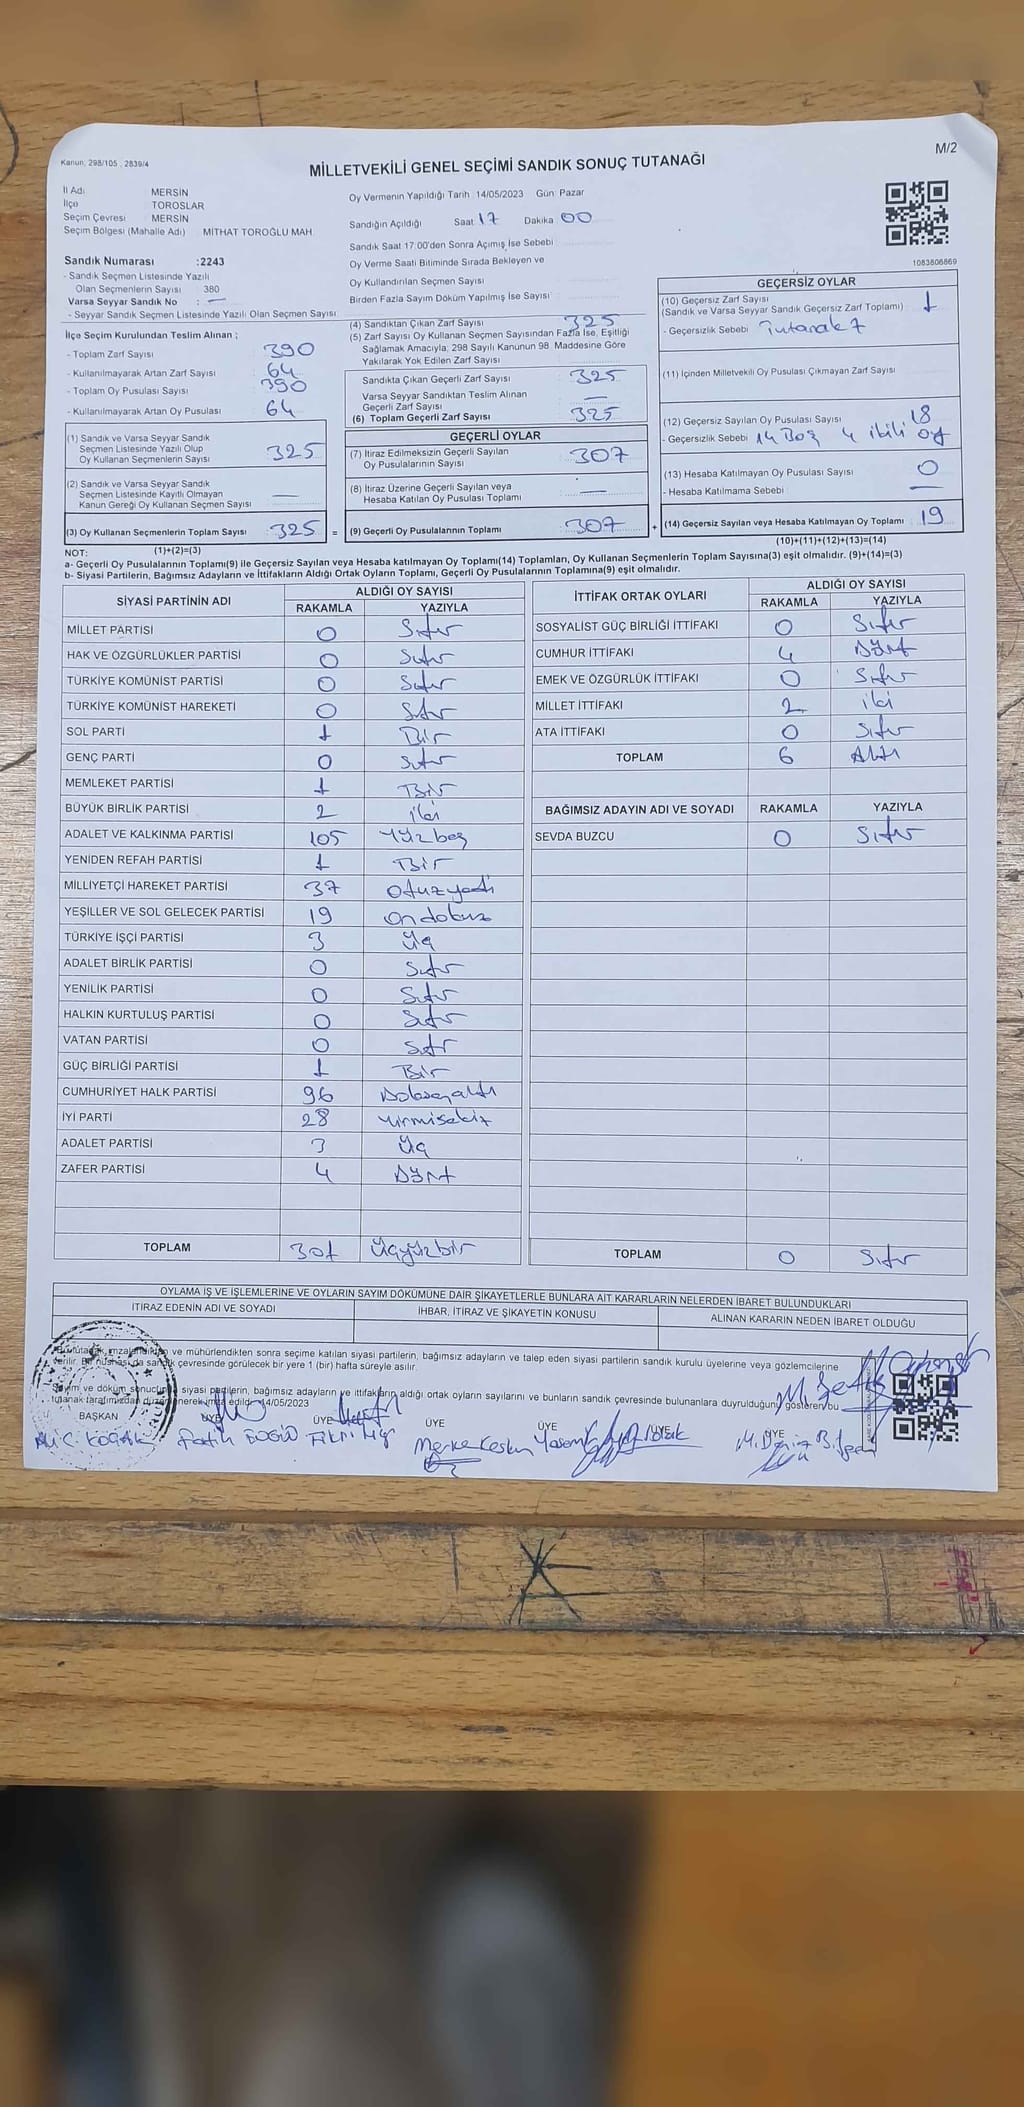 Kanun; 298/105 , 2839/4
M/2
MİLLETVEKİLİ GENEL SEÇİMİ SANDIK SONUÇ TUTANAĞI
İl Adı MERSİN
İlçe TOROSLAR
Seçim Çevresi MERSİN
Seçim Bölgesi (Mahalle Adı) MİTHAT TOROĞLU MAH.
Oy Vermenin Yapıldığı Tarih 14/05/2023 Gün: Pazar
Sandığın Açıldığı Saat 17 Dakika 00
Sandık Saat 17:00'den Sonra Açılmış İse Sebebi
Oy Verme Saati Bitiminde Sırada Bekleyen ve
Oy Kullandırılan Seçmen Sayısı
Birden Fazla Sayım Döküm Yapılmış İse Sayısı
1083806869
Sandık Numarası :2243
- Sandık Seçmen Listesinde Yazılı
Olan Seçmenlerin Sayısı 380
Varsa Seyyar Sandık No : —
- Seyyar Sandık Seçmen Listesinde Yazılı Olan Seçmen Sayısı
İlçe Seçim Kurulundan Teslim Alınan ;
- Toplam Zarf Sayısı 390
- Kullanılmayarak Artan Zarf Sayısı 64
- Toplam Oy Pusulası Sayısı 390
- Kullanılmayarak Artan Oy Pusulası 64
(1) Sandık ve Varsa Seyyar Sandık
Seçmen Listesinde Yazılı Olup
Oy Kullanan Seçmenlerin Sayısı 325
(2) Sandık ve Varsa Seyyar Sandık
Seçmen Listesinde Kayıtlı Olmayan
Kanun Gereği Oy Kullanan Seçmen Sayısı —
(3) Oy Kullanan Seçmenlerin Toplam Sayısı 325 =
(1)+(2)=(3)
(4) Sandıktan Çıkan Zarf Sayısı 325
(5) Zarf Sayısı Oy Kullanan Seçmen Sayısından Fazla İse, Eşitliği
Sağlamak Amacıyla; 298 Sayılı Kanunun 98. Maddesine Göre
Yakılarak Yok Edilen Zarf Sayısı
Sandıkta Çıkan Geçerli Zarf Sayısı 325
Varsa Seyyar Sandıktan Teslim Alınan
Geçerli Zarf Sayısı —
(6) Toplam Geçerli Zarf Sayısı 325
GEÇERLİ OYLAR
(7) İtiraz Edilmeksizin Geçerli Sayılan
Oy Pusulalarının Sayısı 307
(8) İtiraz Üzerine Geçerli Sayılan veya
Hesaba Katılan Oy Pusulası Toplamı —
(9) Geçerli Oy Pusulalarının Toplamı 307 +
GEÇERSİZ OYLAR
(10) Geçersiz Zarf Sayısı
(Sandık ve Varsa Seyyar Sandık Geçersiz Zarf Toplamı) 1
- Geçersizlik Sebebi Tutanak 7
(11) İçinden Milletvekili Oy Pusulası Çıkmayan Zarf Sayısı
(12) Geçersiz Sayılan Oy Pusulası Sayısı 18
- Geçersizlik Sebebi 14 Boş 4 ikili oy
(13) Hesaba Katılmayan Oy Pusulası Sayısı 0
- Hesaba Katılmama Sebebi —
(14) Geçersiz Sayılan veya Hesaba Katılmayan Oy Toplamı 19
(10)+(11)+(12)+(13)=(14)
NOT:
a- Geçerli Oy Pusulalarının Toplamı(9) ile Geçersiz Sayılan veya Hesaba katılmayan Oy Toplamı(14) Toplamları, Oy Kullanan Seçmenlerin Toplam Sayısına(3) eşit olmalıdır. (9)+(14)=(3)
b- Siyasi Partilerin, Bağımsız Adayların ve İttifakların Aldığı Ortak Oyların Toplamı, Geçerli Oy Pusulalarının Toplamına(9) eşit olmalıdır.
SİYASİ PARTİNİN ADI ALDIĞI OY SAYISI
RAKAMLA YAZIYLA
MİLLET PARTİSİ 0 Sıfır
HAK VE ÖZGÜRLÜKLER PARTİSİ 0 Sıfır
TÜRKİYE KOMÜNİST PARTİSİ 0 Sıfır
TÜRKİYE KOMÜNİST HAREKETİ 0 Sıfır
SOL PARTİ 1 Bir
GENÇ PARTİ 0 Sıfır
MEMLEKET PARTİSİ 1 Bir
BÜYÜK BİRLİK PARTİSİ 2 iki
ADALET VE KALKINMA PARTİSİ 105 Yüzbeş
YENİDEN REFAH PARTİSİ 1 Bir
MİLLİYETÇİ HAREKET PARTİSİ 37 Otuzyedi
YEŞİLLER VE SOL GELECEK PARTİSİ 19 Ondokuz
TÜRKİYE İŞÇİ PARTİSİ 3 Üç
ADALET BİRLİK PARTİSİ 0 Sıfır
YENİLİK PARTİSİ 0 Sıfır
HALKIN KURTULUŞ PARTİSİ 0 Sıfır
VATAN PARTİSİ 0 Sıfır
GÜÇ BİRLİĞİ PARTİSİ 1 Bir
CUMHURİYET HALK PARTİSİ 96 Doksanaltı
İYİ PARTİ 28 Yirmisekiz
ADALET PARTİSİ 3 Üç
ZAFER PARTİSİ 4 Dört
TOPLAM 301 Üçyüzbir
İTTİFAK ORTAK OYLARI ALDIĞI OY SAYISI
RAKAMLA YAZIYLA
SOSYALİST GÜÇ BİRLİĞİ İTTİFAKI 0 Sıfır
CUMHUR İTTİFAKI 4 Dört
EMEK VE ÖZGÜRLÜK İTTİFAKI 0 Sıfır
MİLLET İTTİFAKI 2 iki
ATA İTTİFAKI 0 Sıfır
TOPLAM 6 Altı
BAĞIMSIZ ADAYIN ADI VE SOYADI RAKAMLA YAZIYLA
SEVDA BUZCU 0 Sıfır
TOPLAM 0 Sıfır
OYLAMA İŞ VE İŞLEMLERİNE VE OYLARIN SAYIM DÖKÜMÜNE DAİR ŞİKAYETLERLE BUNLARA AİT KARARLARIN NELERDEN İBARET BULUNDUKLARI
İTİRAZ EDENİN ADI VE SOYADI İHBAR, İTİRAZ VE ŞİKAYETİN KONUSU ALINAN KARARIN NEDEN İBARET OLDUĞU
Bu tutanak, imzalandıktan ve mühürlendikten sonra seçime katılan siyasi partilerin, bağımsız adayların ve talep eden siyasi partilerin sandık kurulu üyelerine veya gözlemcilerine
verilir. Bir nüshası da sandık çevresinde görülecek bir yere 1 (bir) hafta süreyle asılır.
Sayım ve döküm sonucunda siyasi partilerin, bağımsız adayların ve ittifakların aldığı ortak oyların sayılarını ve bunların sandık çevresinde bulunanlara duyrulduğunu gösteren bu
tutanak tarafımızdan düzenlenerek imza edildi. 14/05/2023
BAŞKAN ÜYE ÜYE ÜYE ÜYE ÜYE ÜYE
Fatih
Merve Keskin